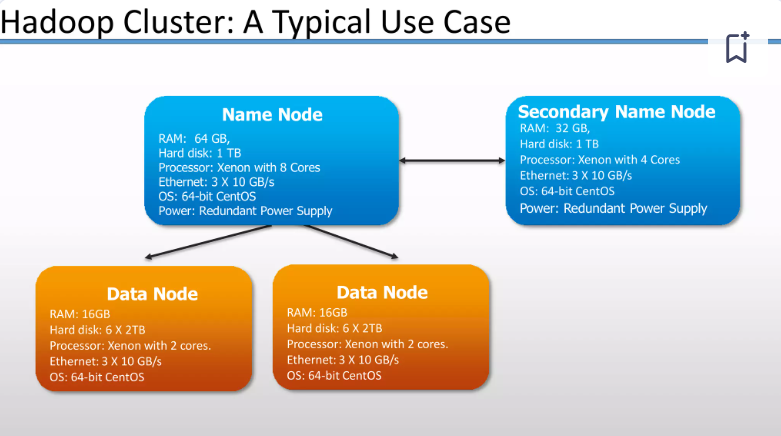 Hadoop Cluster: A Typical Use Case
Name Node
RAM: 64 GB,
Hard disk: 1 TB
Processor: Xenon with 8 Cores
Ethernet: 3 X 10 GB/s
OS: 64-bit CentOS
Power: Redundant Power Supply
Secondary Name Node
RAM: 32 GB,
Hard disk: 1 TB
Processor: Xenon with 4 Cores
Ethernet: 3 X 10 GB/s
OS: 64-bit CentOS
Power: Redundant Power Supply
Data Node
RAM: 16GB
Hard disk: 6 X 2TB
Processor: Xenon with 2 cores.
Ethernet: 3 X 10 GB/s
OS: 64-bit CentOS
Data Node
RAM: 16GB
Hard disk: 6 X 2TB
Processor: Xenon with 2 cores.
Ethernet: 3 X 10 GB/s
OS: 64-bit CentOS